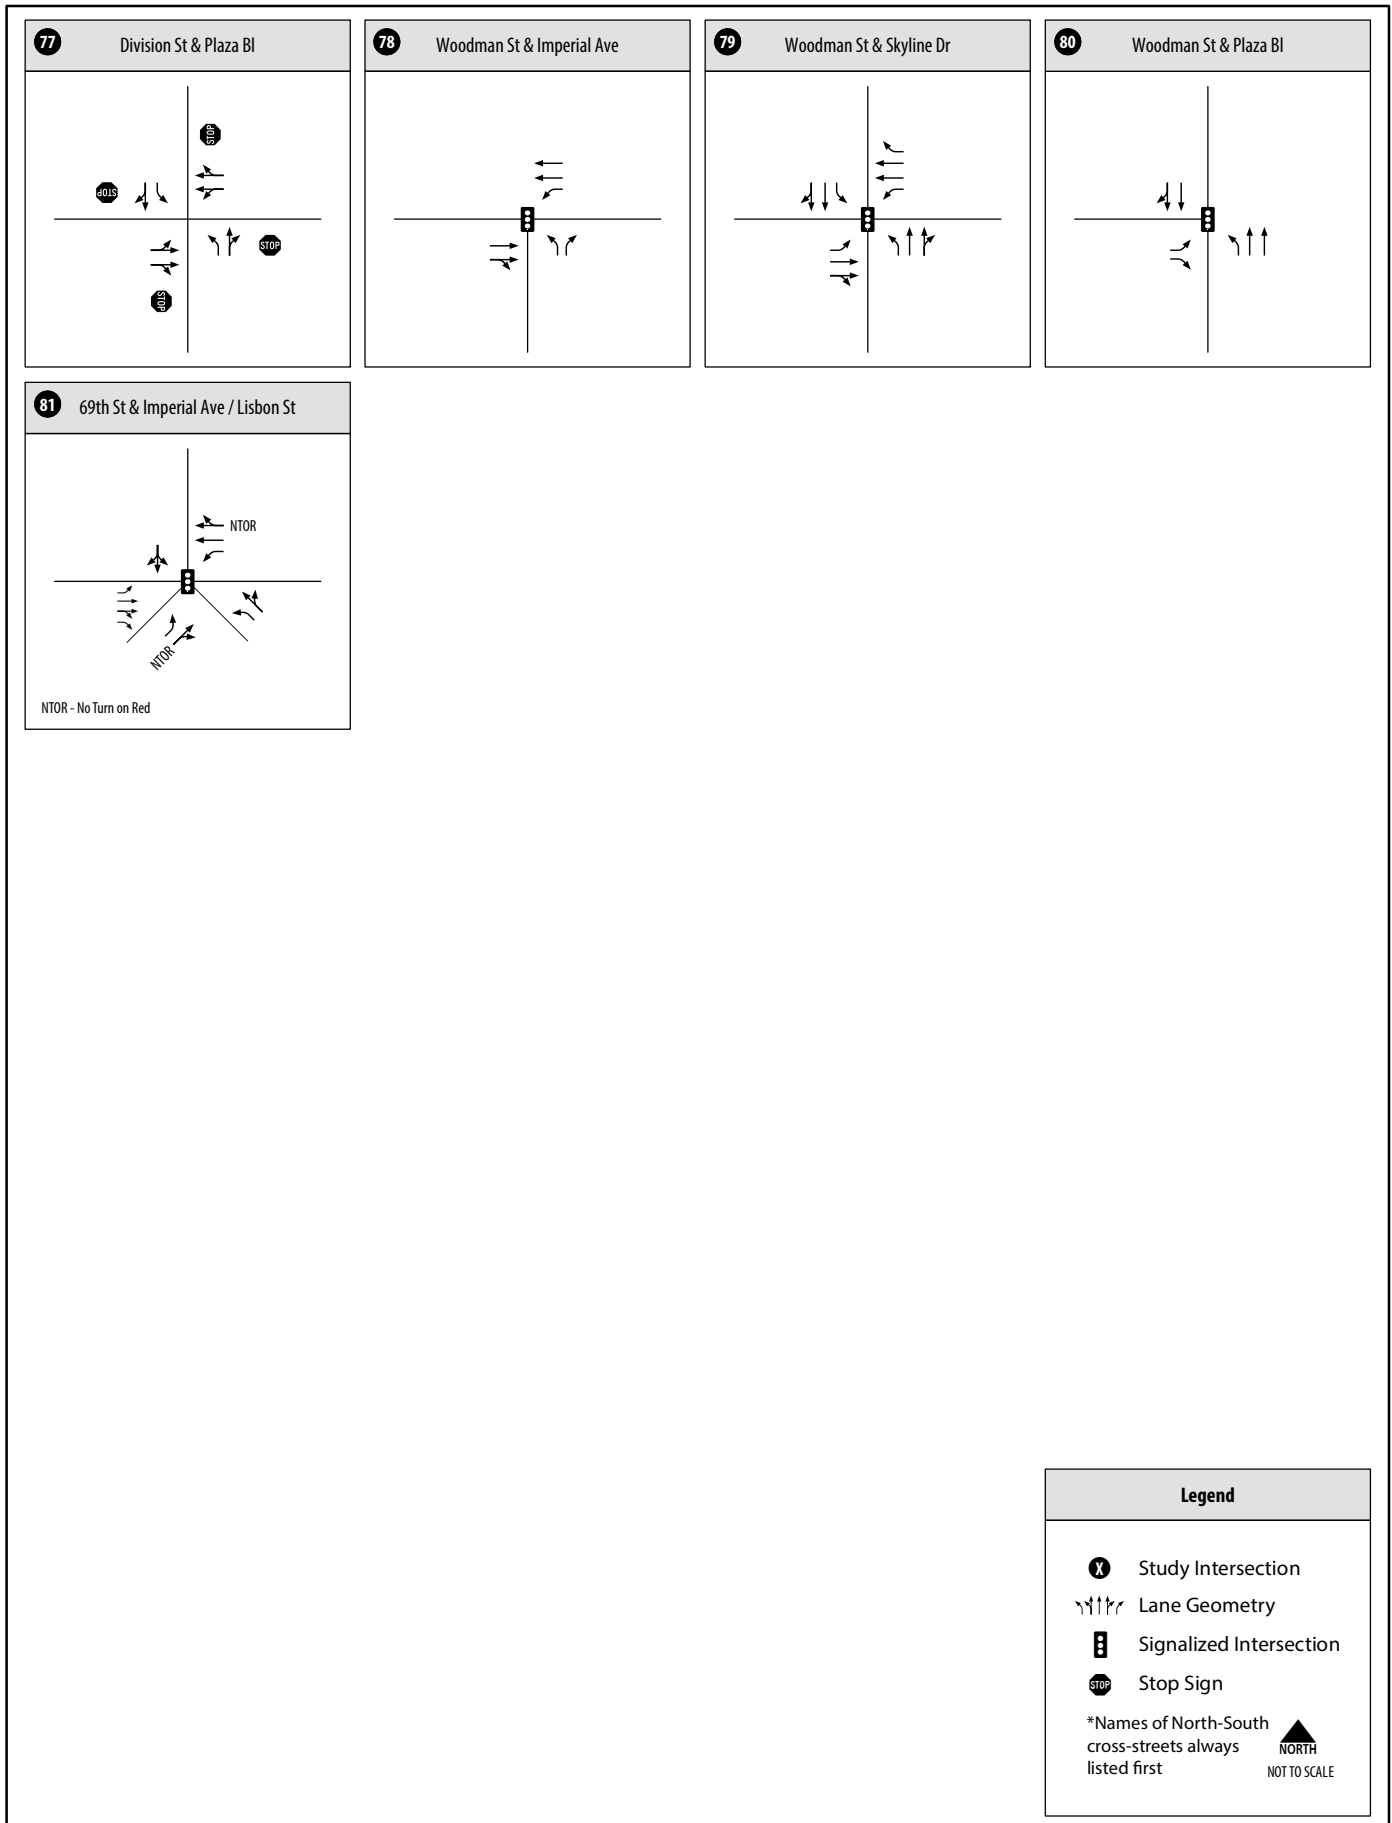 77 Division St & Plaza Bl
78 Woodman St & Imperial Ave
79 Woodman St & Skyline Dr
80 Woodman St & Plaza Bl
STOP
STOP
STOP
STOP
81 69th St & Imperial Ave / Lisbon St
NTOR
NTOR
NTOR - No Turn on Red
Legend
X Study Intersection
Lane Geometry
Signalized Intersection
STOP Stop Sign
*Names of North-South
cross-streets always
listed first
NORTH
NOT TO SCALE